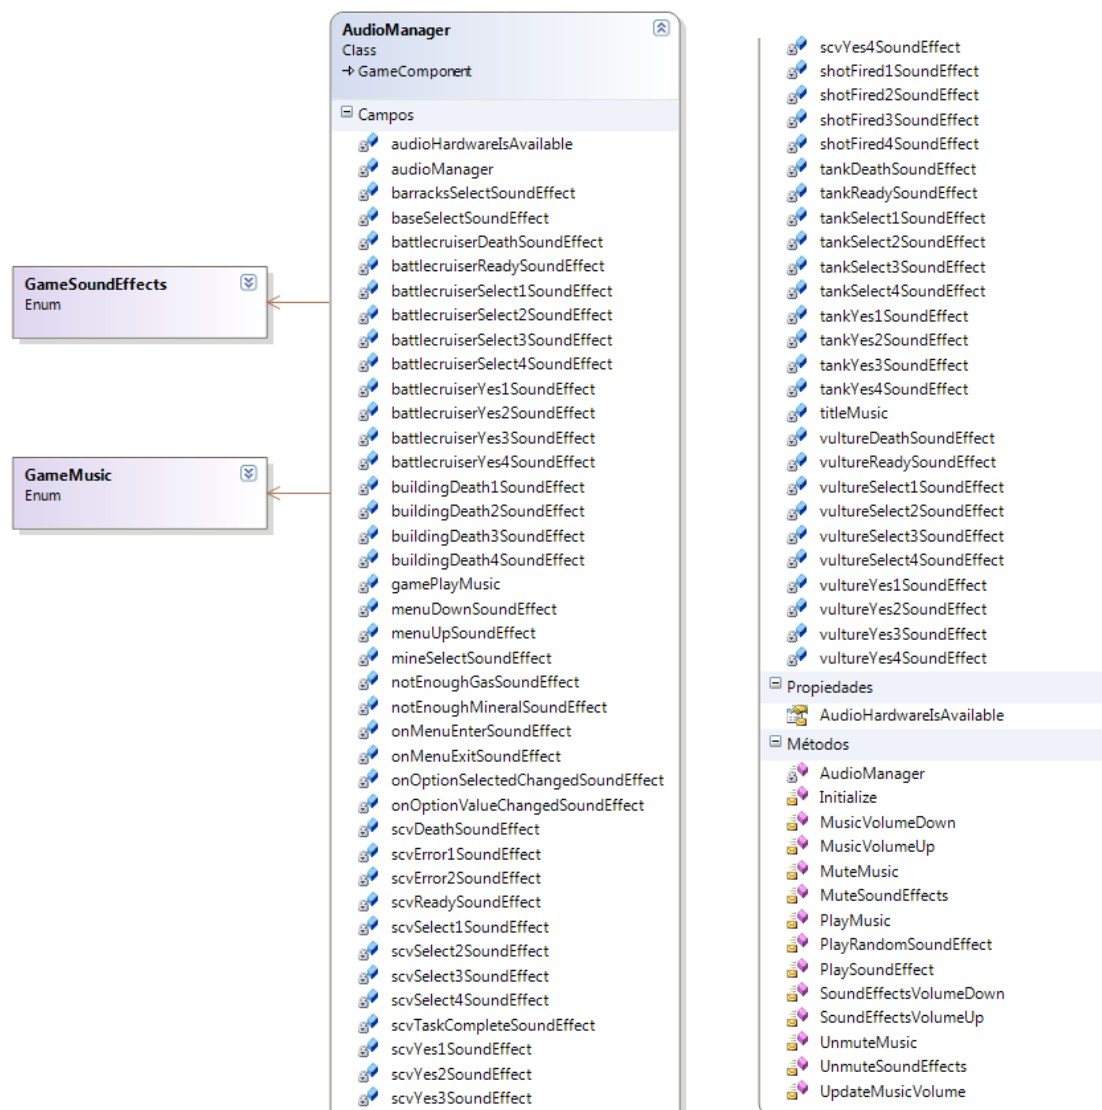 AudioManager
Class
GameComponent
Campos
audioHardwareIsAvailable
audioManager
barracksSelectSoundEffect
baseSelectSoundEffect
battlecruiserDeathSoundEffect
battlecruiserReadySoundEffect
battlecruiserSelect1SoundEffect
battlecruiserSelect2SoundEffect
battlecruiserSelect3SoundEffect
battlecruiserSelect4SoundEffect
battlecruiserYes1SoundEffect
battlecruiserYes2SoundEffect
battlecruiserYes3SoundEffect
battlecruiserYes4SoundEffect
buildingDeath1SoundEffect
buildingDeath2SoundEffect
buildingDeath3SoundEffect
buildingDeath4SoundEffect
gamePlayMusic
menuDownSoundEffect
menuUpSoundEffect
mineSelectSoundEffect
notEnoughGasSoundEffect
notEnoughMineralSoundEffect
onMenuEnterSoundEffect
onMenuExitSoundEffect
onOptionSelectedChangedSoundEffect
onOptionValueChangedSoundEffect
scvDeathSoundEffect
scvError1SoundEffect
scvError2SoundEffect
scvReadySoundEffect
scvSelect1SoundEffect
scvSelect2SoundEffect
scvSelect3SoundEffect
scvSelect4SoundEffect
scvTaskCompleteSoundEffect
scvYes1SoundEffect
scvYes2SoundEffect
scvYes3SoundEffect
scvYes4SoundEffect
shotFired1SoundEffect
shotFired2SoundEffect
shotFired3SoundEffect
shotFired4SoundEffect
tankDeathSoundEffect
tankReadySoundEffect
tankSelect1SoundEffect
tankSelect2SoundEffect
tankSelect3SoundEffect
tankSelect4SoundEffect
tankYes1SoundEffect
tankYes2SoundEffect
tankYes3SoundEffect
tankYes4SoundEffect
titleMusic
vultureDeathSoundEffect
vultureReadySoundEffect
vultureSelect1SoundEffect
vultureSelect2SoundEffect
vultureSelect3SoundEffect
vultureSelect4SoundEffect
vultureYes1SoundEffect
vultureYes2SoundEffect
vultureYes3SoundEffect
vultureYes4SoundEffect
Propiedades
AudioHardwareIsAvailable
Métodos
AudioManager
Initialize
MusicVolumeDown
MusicVolumeUp
MuteMusic
MuteSoundEffects
PlayMusic
PlayRandomSoundEffect
PlaySoundEffect
SoundEffectsVolumeDown
SoundEffectsVolumeUp
UnmuteMusic
UnmuteSoundEffects
UpdateMusicVolume
GameSoundEffects
Enum
GameMusic
Enum